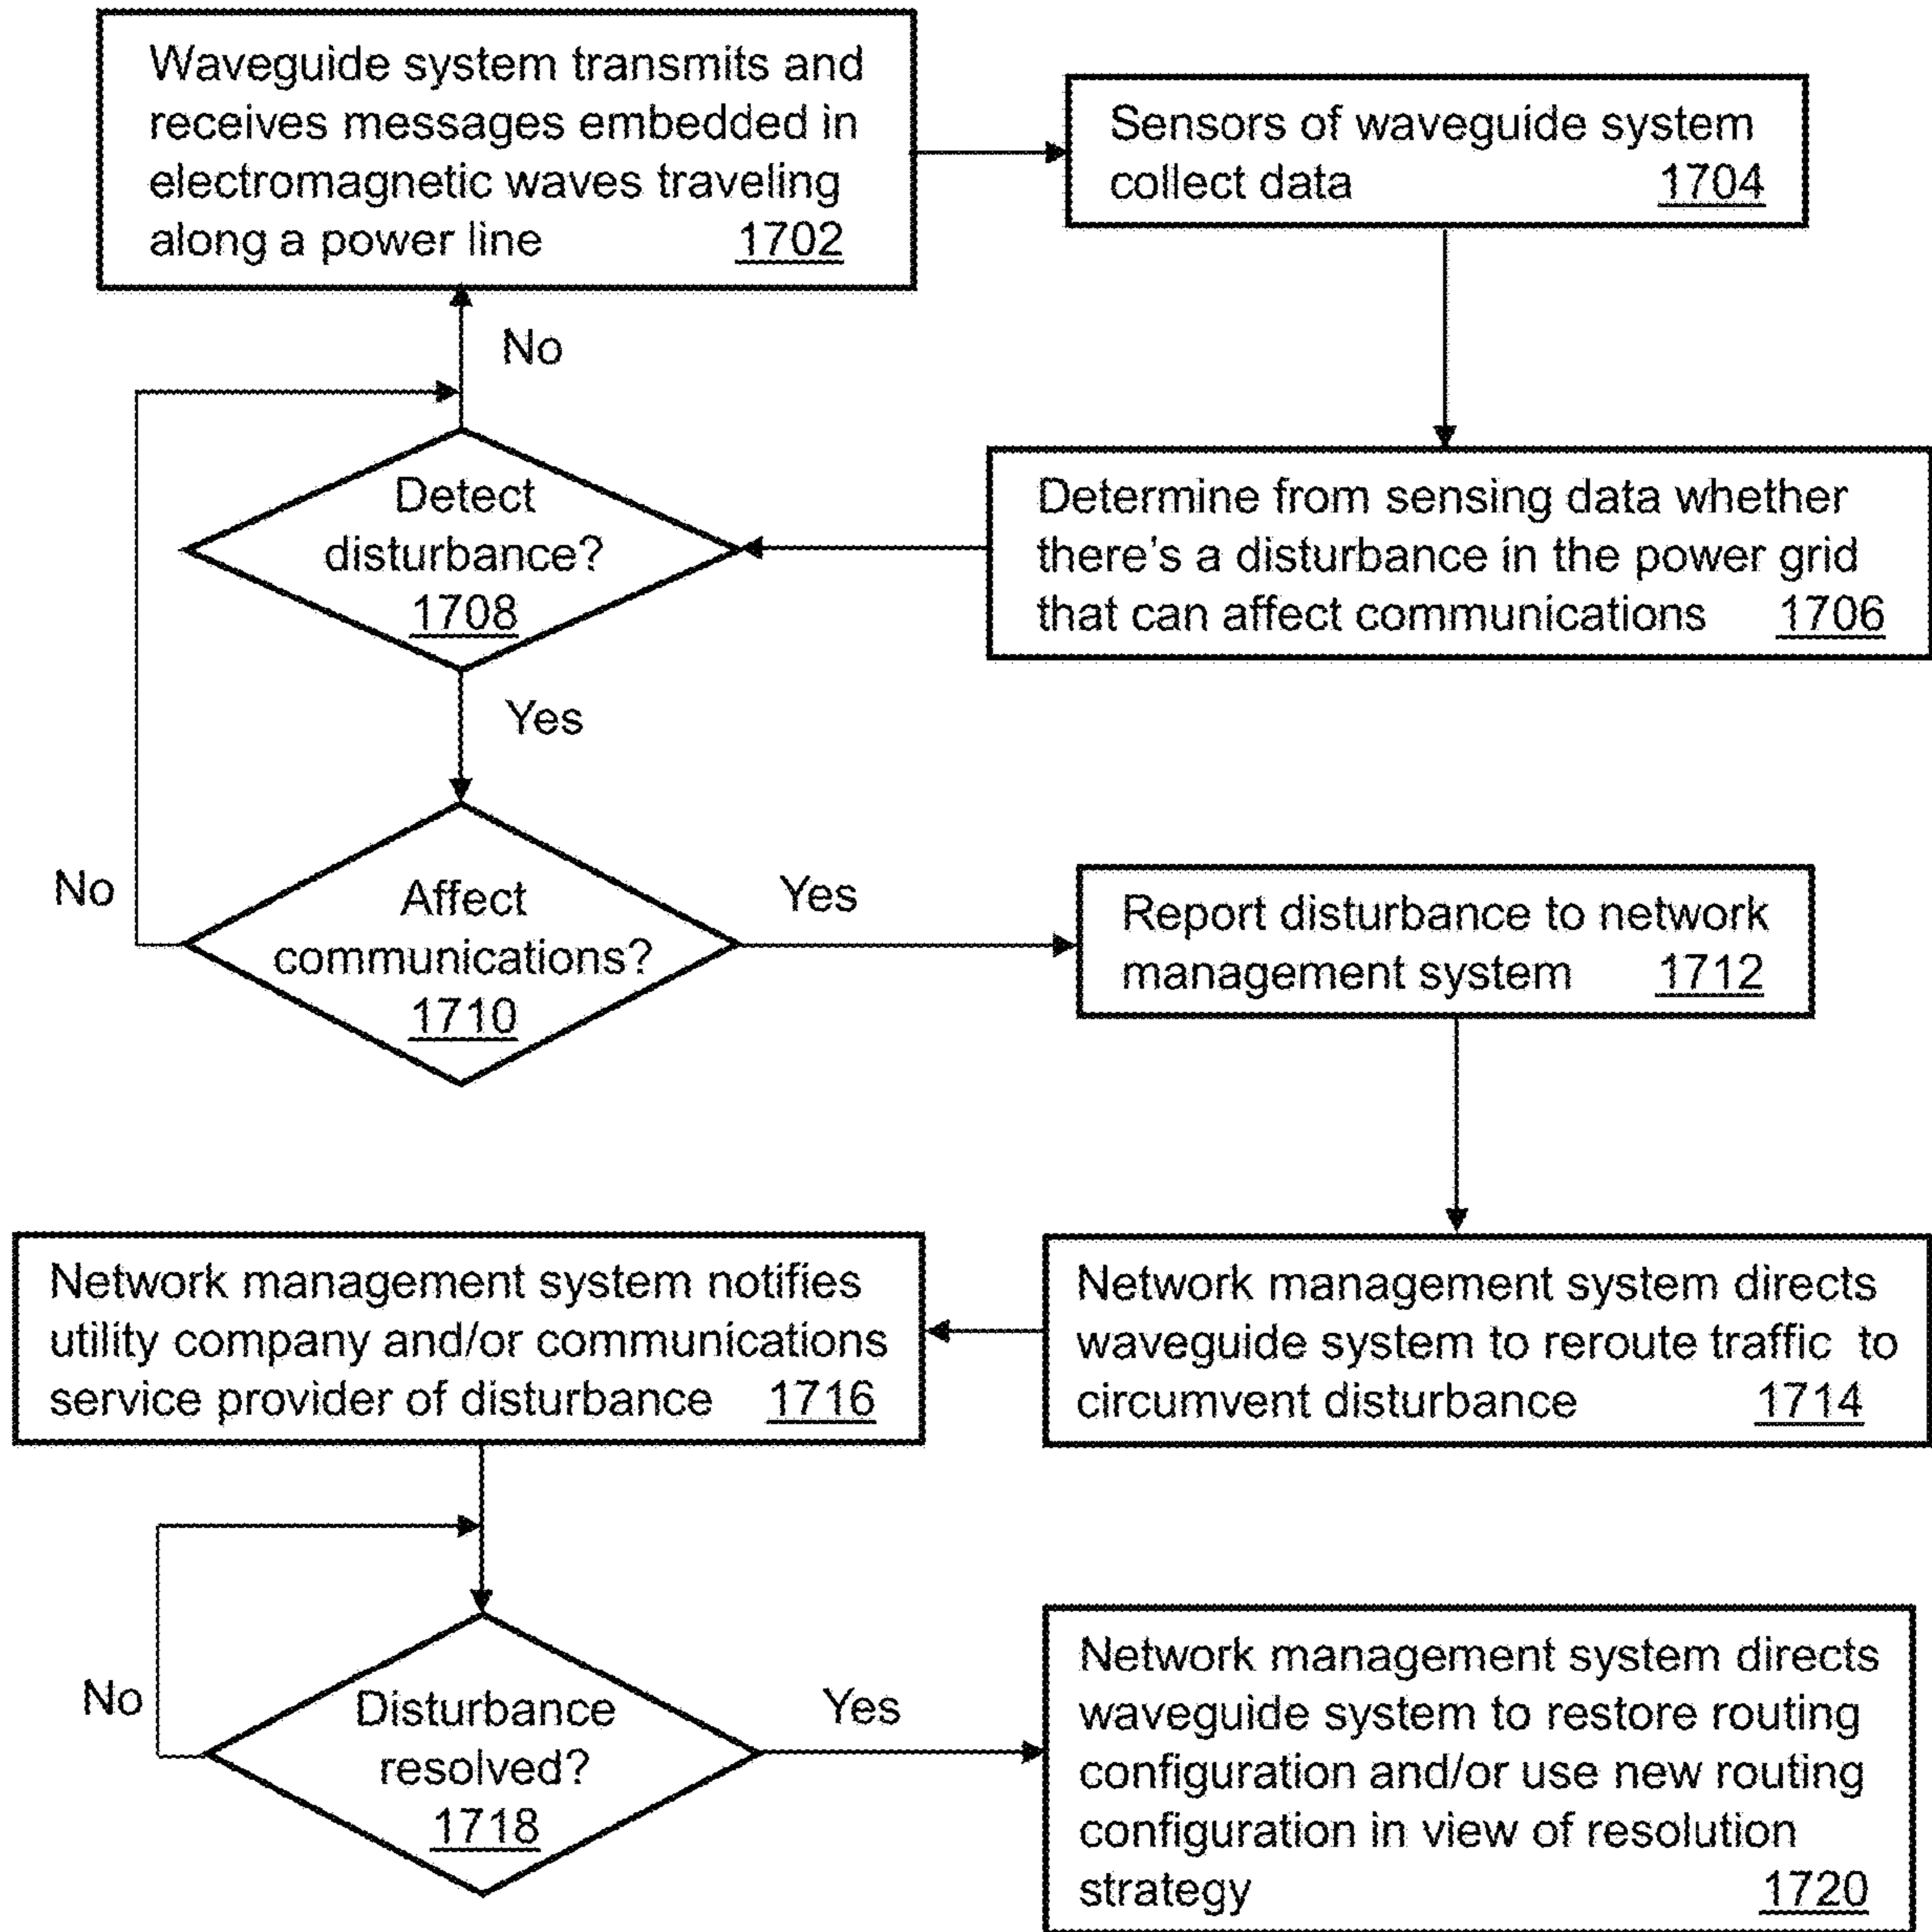 Waveguide system transmits and
receives messages embedded in
electromagnetic waves traveling
along a power line 1702
Sensors of waveguide system
collect data 1704
No
Detect
disturbance?
1708
Determine from sensing data whether
there's a disturbance in the power grid
that can affect communications 1706
Yes
No
Affect
communications?
1710
Yes
Report disturbance to network
management system 1712
Network management system notifies
utility company and/or communications
service provider of disturbance 1716
Network management system directs
waveguide system to reroute traffic to
circumvent disturbance 1714
No
Disturbance
resolved?
1718
Yes
Network management system directs
waveguide system to restore routing
configuration and/or use new routing
configuration in view of resolution
strategy 1720